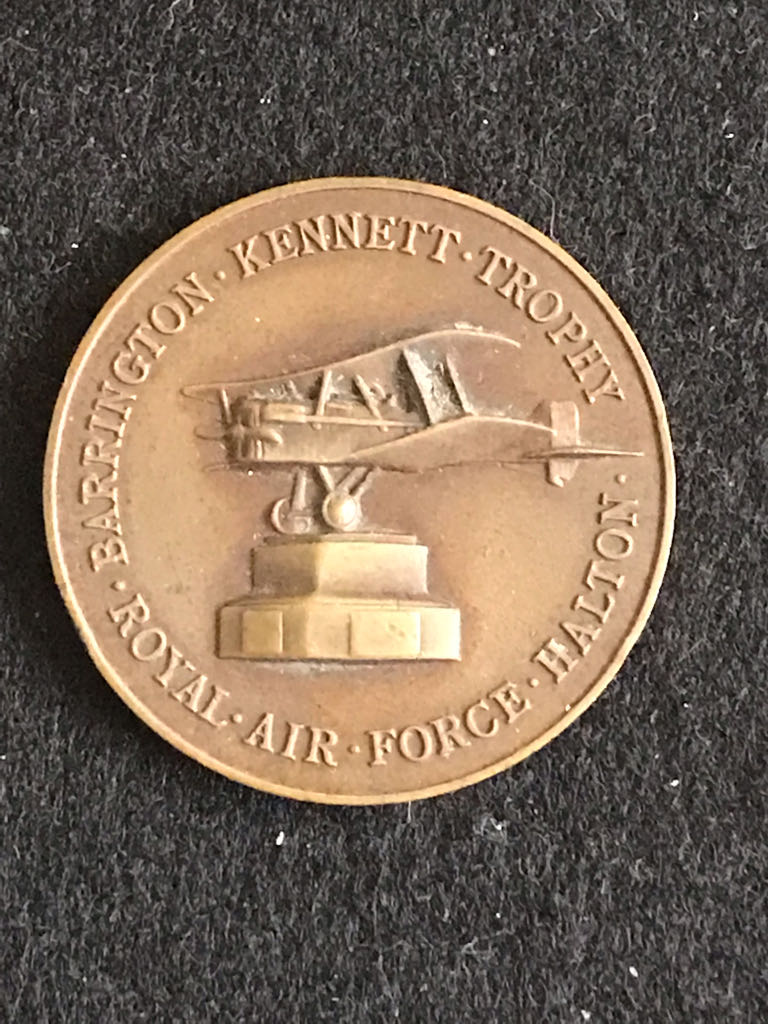 BARRINGTON · KENNETT · TROPHY
· ROYAL · AIR · FORCE · HALTON ·